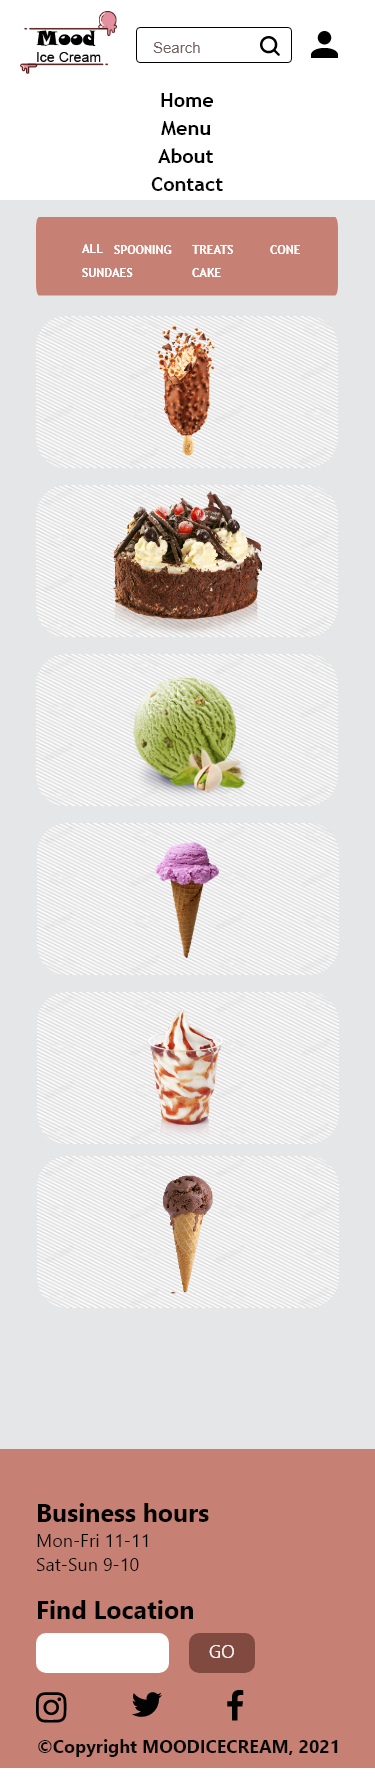 Mood
Ice Cream
Search
Home
Menu
About
Contact
ALL SPOONING TREATS CONE
SUNDAES CAKE
Business hours
Mon-Fri 11-11
Sat-Sun 9-10
Find Location
GO
©Copyright MOODICECREAM, 2021